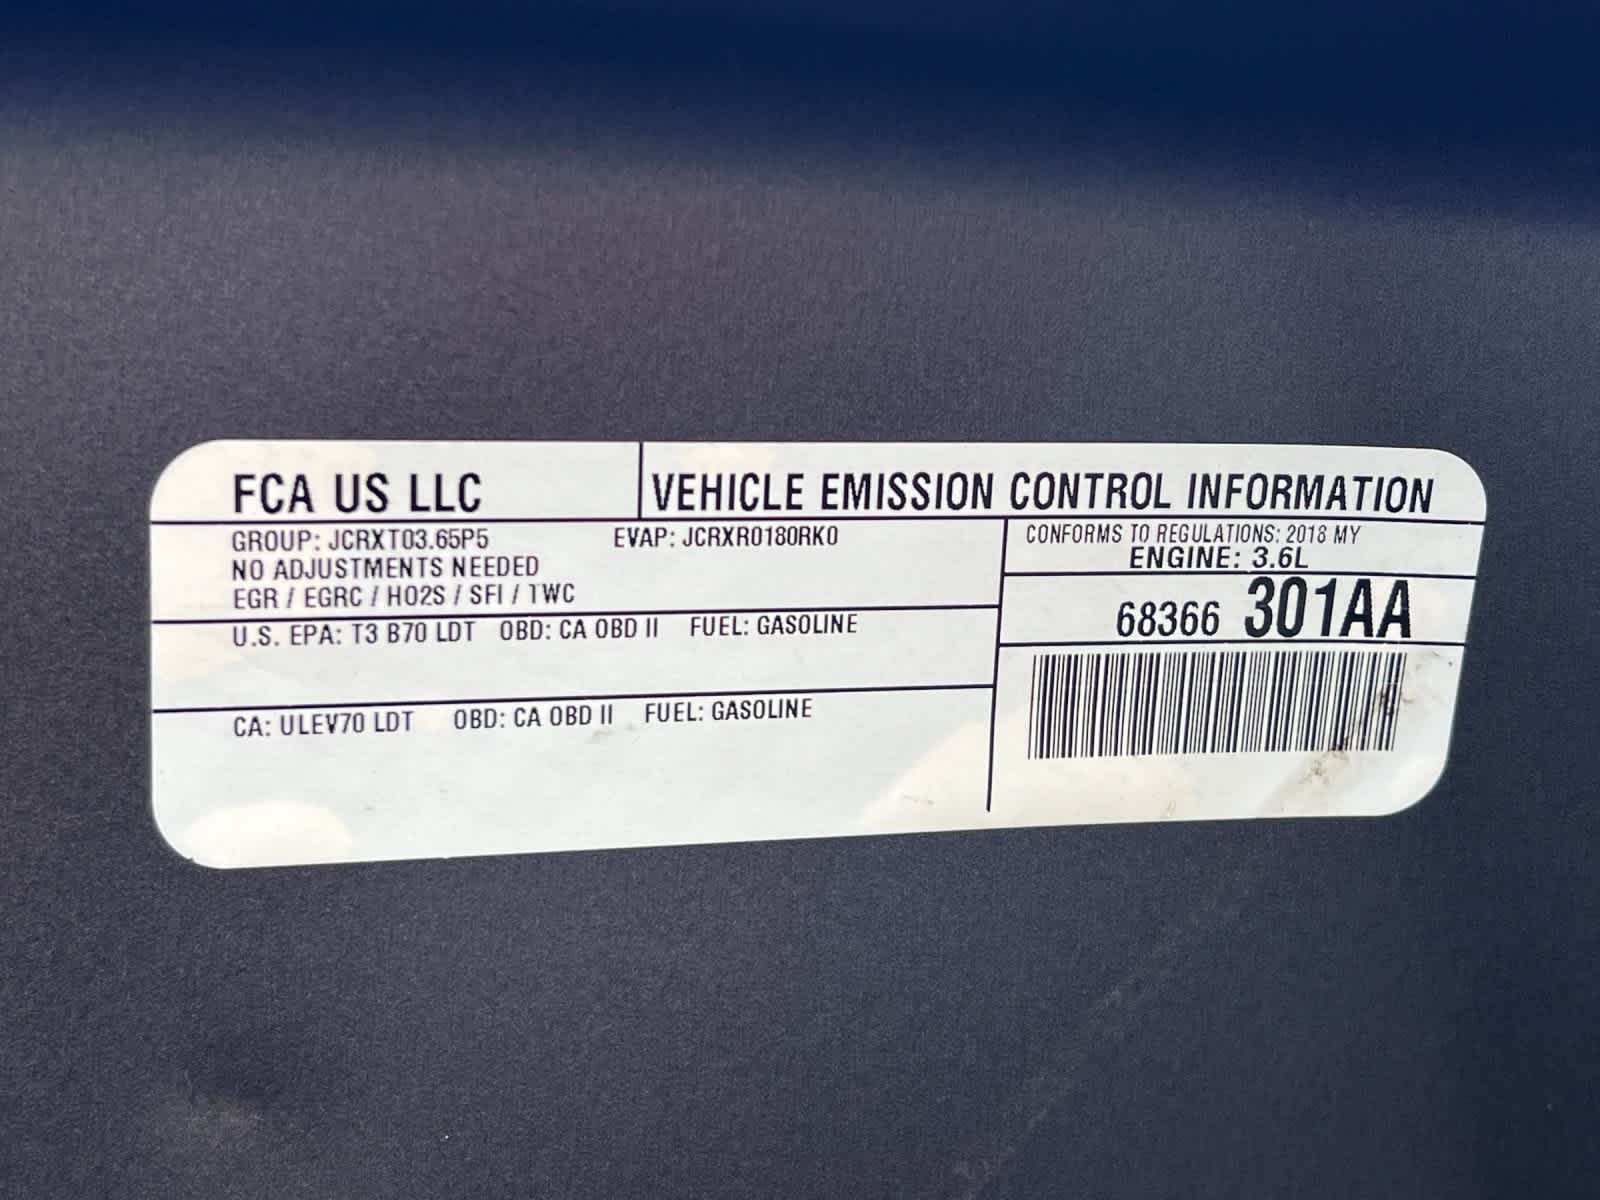 FCA US LLC
VEHICLE EMISSION CONTROL INFORMATION
GROUP: JCRXT03.65P5 EVAP: JCRXR0180RK0
NO ADJUSTMENTS NEEDED
EGR / EGRC / HO2S / SFI / TWC
U.S. EPA: T3 B70 LDT OBD: CA OBD II FUEL: GASOLINE
CA: ULEV70 LDT OBD: CA OBD II FUEL: GASOLINE
CONFORMS TO REGULATIONS: 2018 MY
ENGINE: 3.6L
68366 301AA